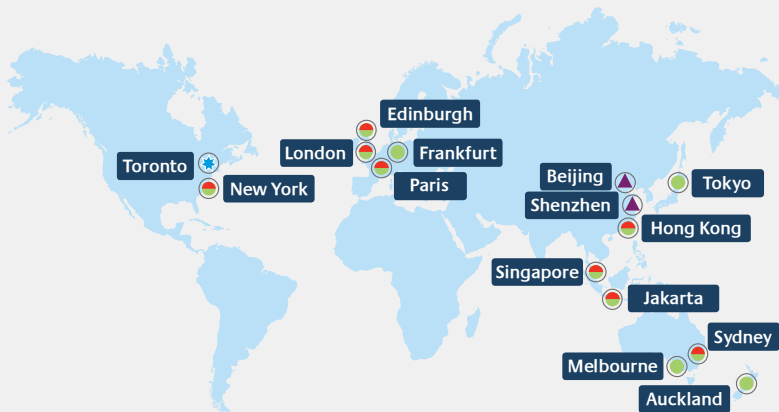 Edinburgh
London
Frankfurt
Toronto
Paris
New York
Beijing
Tokyo
Shenzhen
Hong Kong
Singapore
Jakarta
Sydney
Melbourne
Auckland